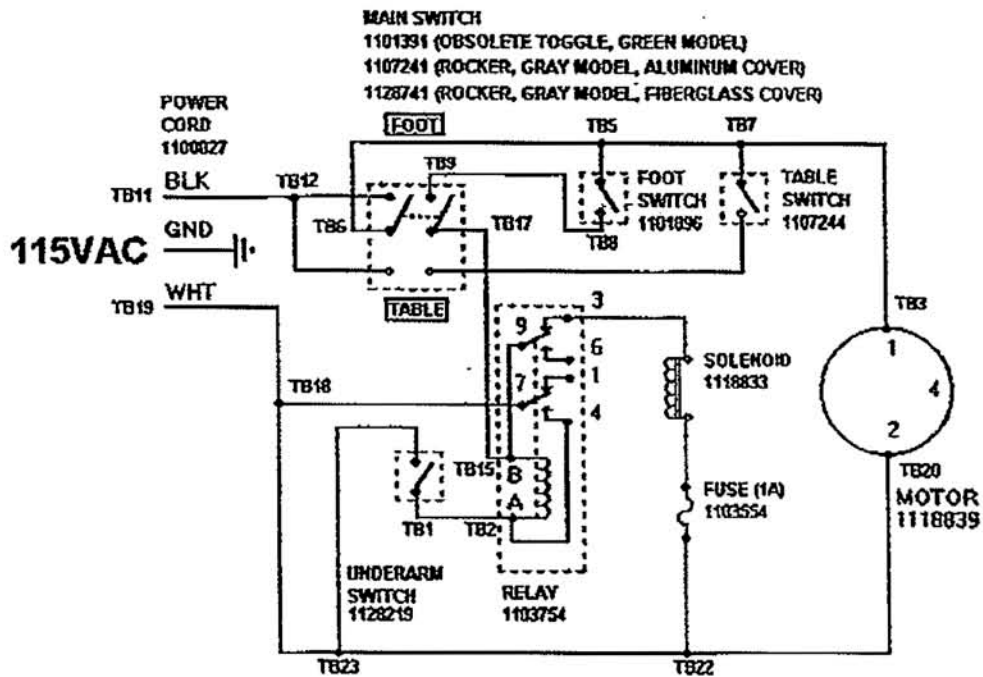 MAIN SWITCH
1101391 (OBSOLETE TOGGLE, GREEN MODEL)
1107241 (ROCKER, GRAY MODEL, ALUMINUM COVER)
1128741 (ROCKER, GRAY MODEL, FIBERGLASS COVER)
POWER
CORD
1100027
FOOT
TB5
TB7
TB11
BLK
TB12
TB9
FOOT
SWITCH
1101896
TABLE
SWITCH
1107244
TB6
TB17
TB8
115VAC
GND
WHT
TB19
TABLE
3
TB3
9
6
1
SOLENOID
1118833
1
4
TB18
7
4
2
TB15
B
A
TB20
MOTOR
1118839
FUSE (1A)
1103554
TB1
TB2
UNDERARM
SWITCH
1128219
RELAY
1103754
TB23
TB22